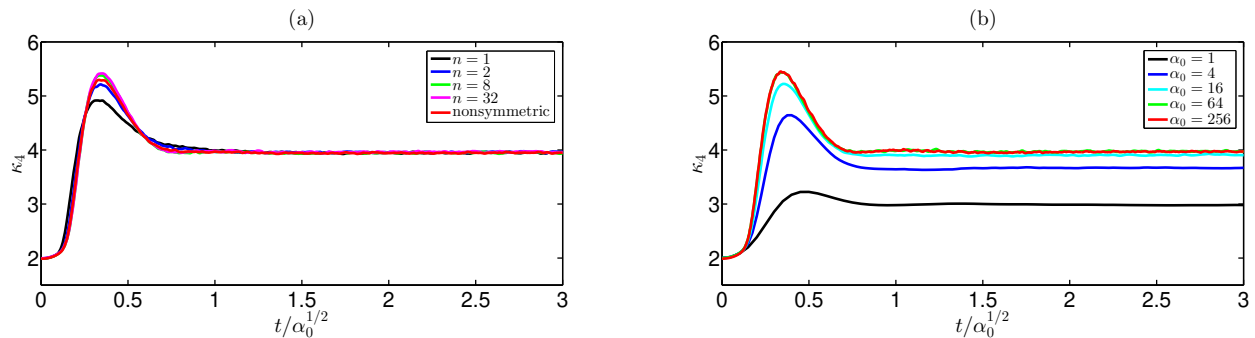 (a)
6
5
4
3
2
κ₄
0 0.5 1 1.5 2 2.5 3
t/α₀^{1/2}
n = 1
n = 2
n = 8
n = 32
nonsymmetric
(b)
6
5
4
3
2
κ₄
0 0.5 1 1.5 2 2.5 3
t/α₀^{1/2}
α₀ = 1
α₀ = 4
α₀ = 16
α₀ = 64
α₀ = 256